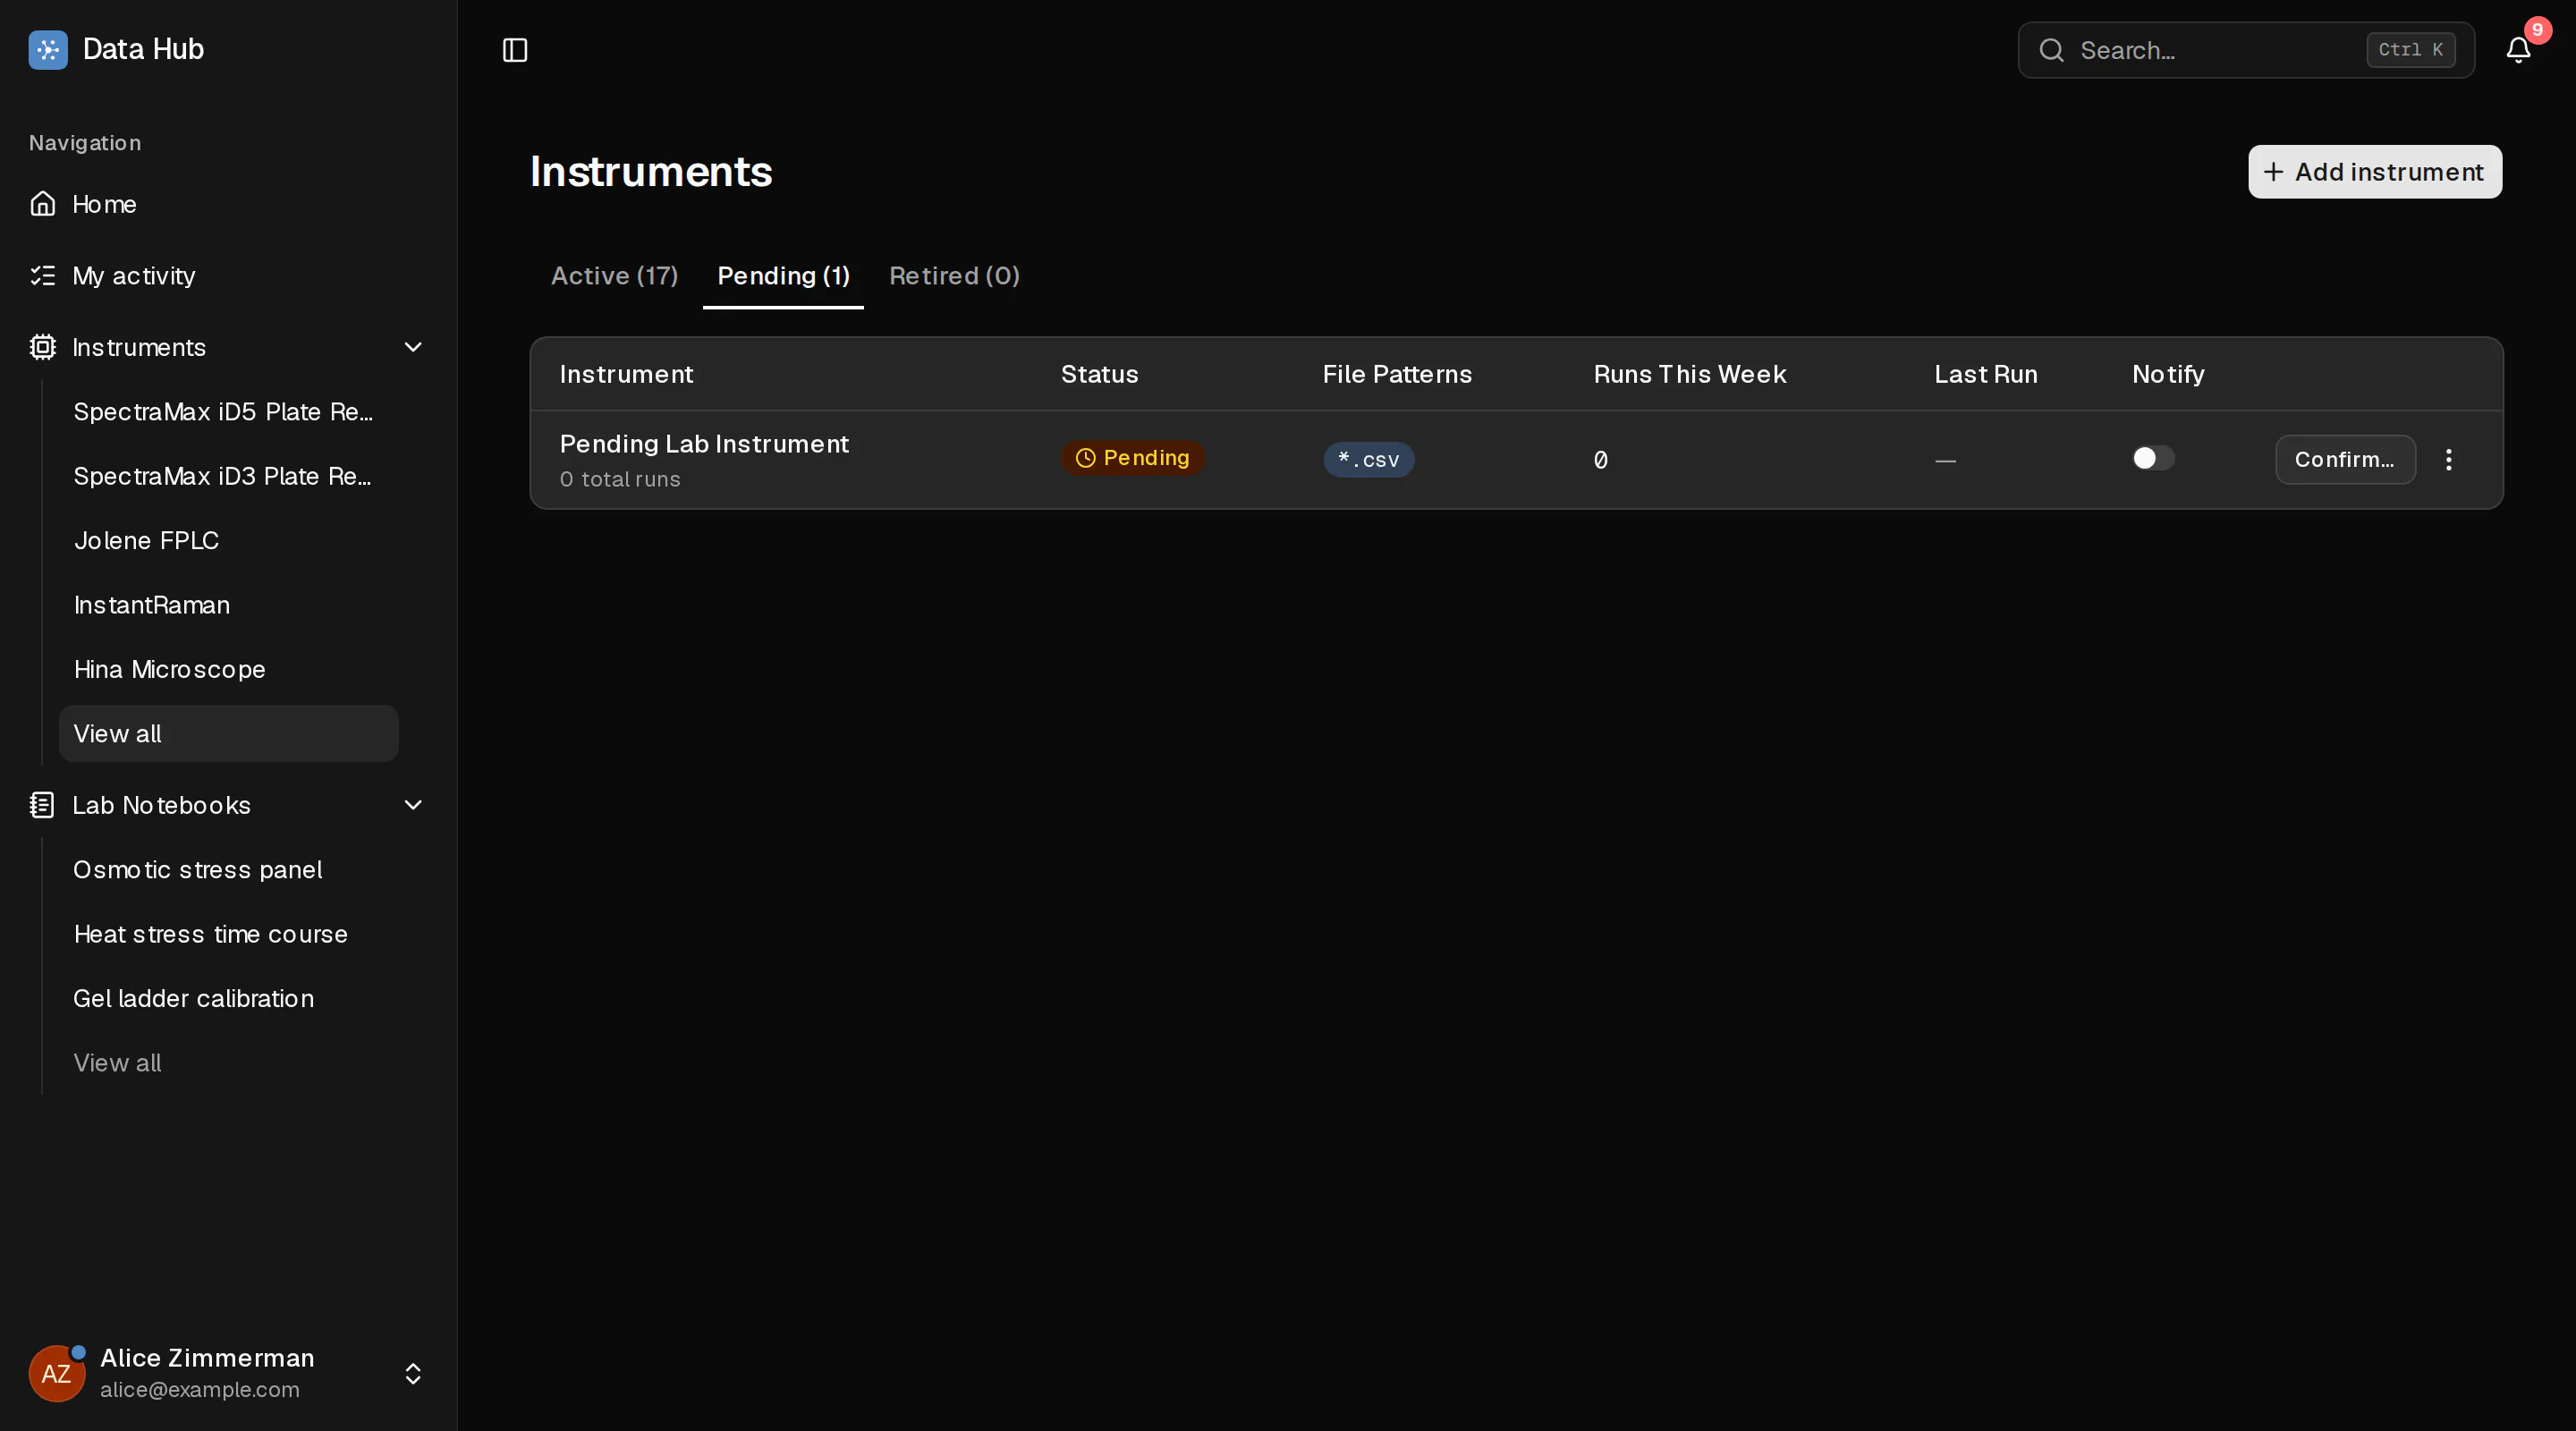 Data Hub
Navigation
Home
My activity
Instruments
SpectraMax iD5 Plate Re...
SpectraMax iD3 Plate Re...
Jolene FPLC
InstantRaman
Hina Microscope
View all
Lab Notebooks
Osmotic stress panel
Heat stress time course
Gel ladder calibration
View all
AZ
Alice Zimmerman
alice@example.com
Search...
Ctrl K
9
Instruments
Add instrument
Active (17) Pending (1) Retired (0)
Instrument Status File Patterns Runs This Week Last Run Notify
Pending Lab Instrument
0 total runs
Pending
*.csv
0
—
Confirm...